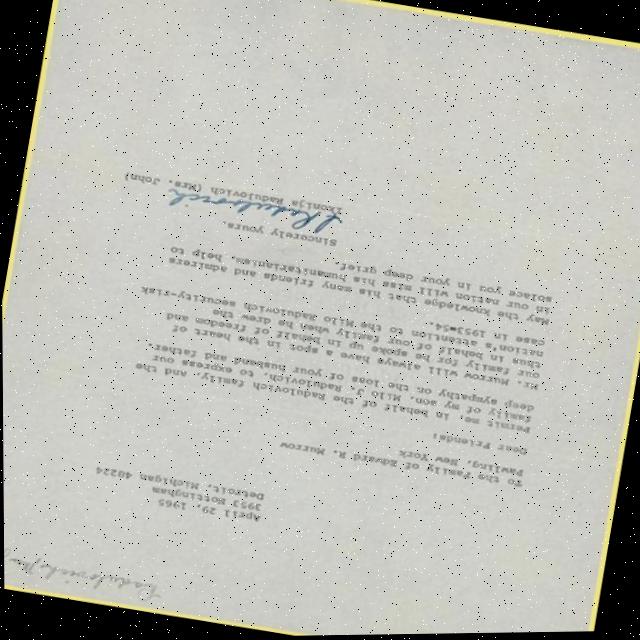 April 29, 1965
3953 Nottingham
Detroit, Michigan 48224
To the Family of Edward R. Murrow
Pawling, New York
Dear Friends:
Permit me, in behalf of the Radulovich family, and the
family of my son, Milo J. Radulovich, to express our
deep sympathy on the loss of your husband and father.
Mr. Murrow will always have a spot in the heart of
our family for he spoke up in behalf of freedom and
then in behalf of our family when he drew the
nation's attention to the Milo Radulovich security-risk
case in 1953-54.
May the knowledge that his many friends and admirers
in our nation will miss his humanitarianism, help to
solace you in your deep grief.
Sincerely yours,
Radulovich
Ikonija Radulovich (Mrs. John)